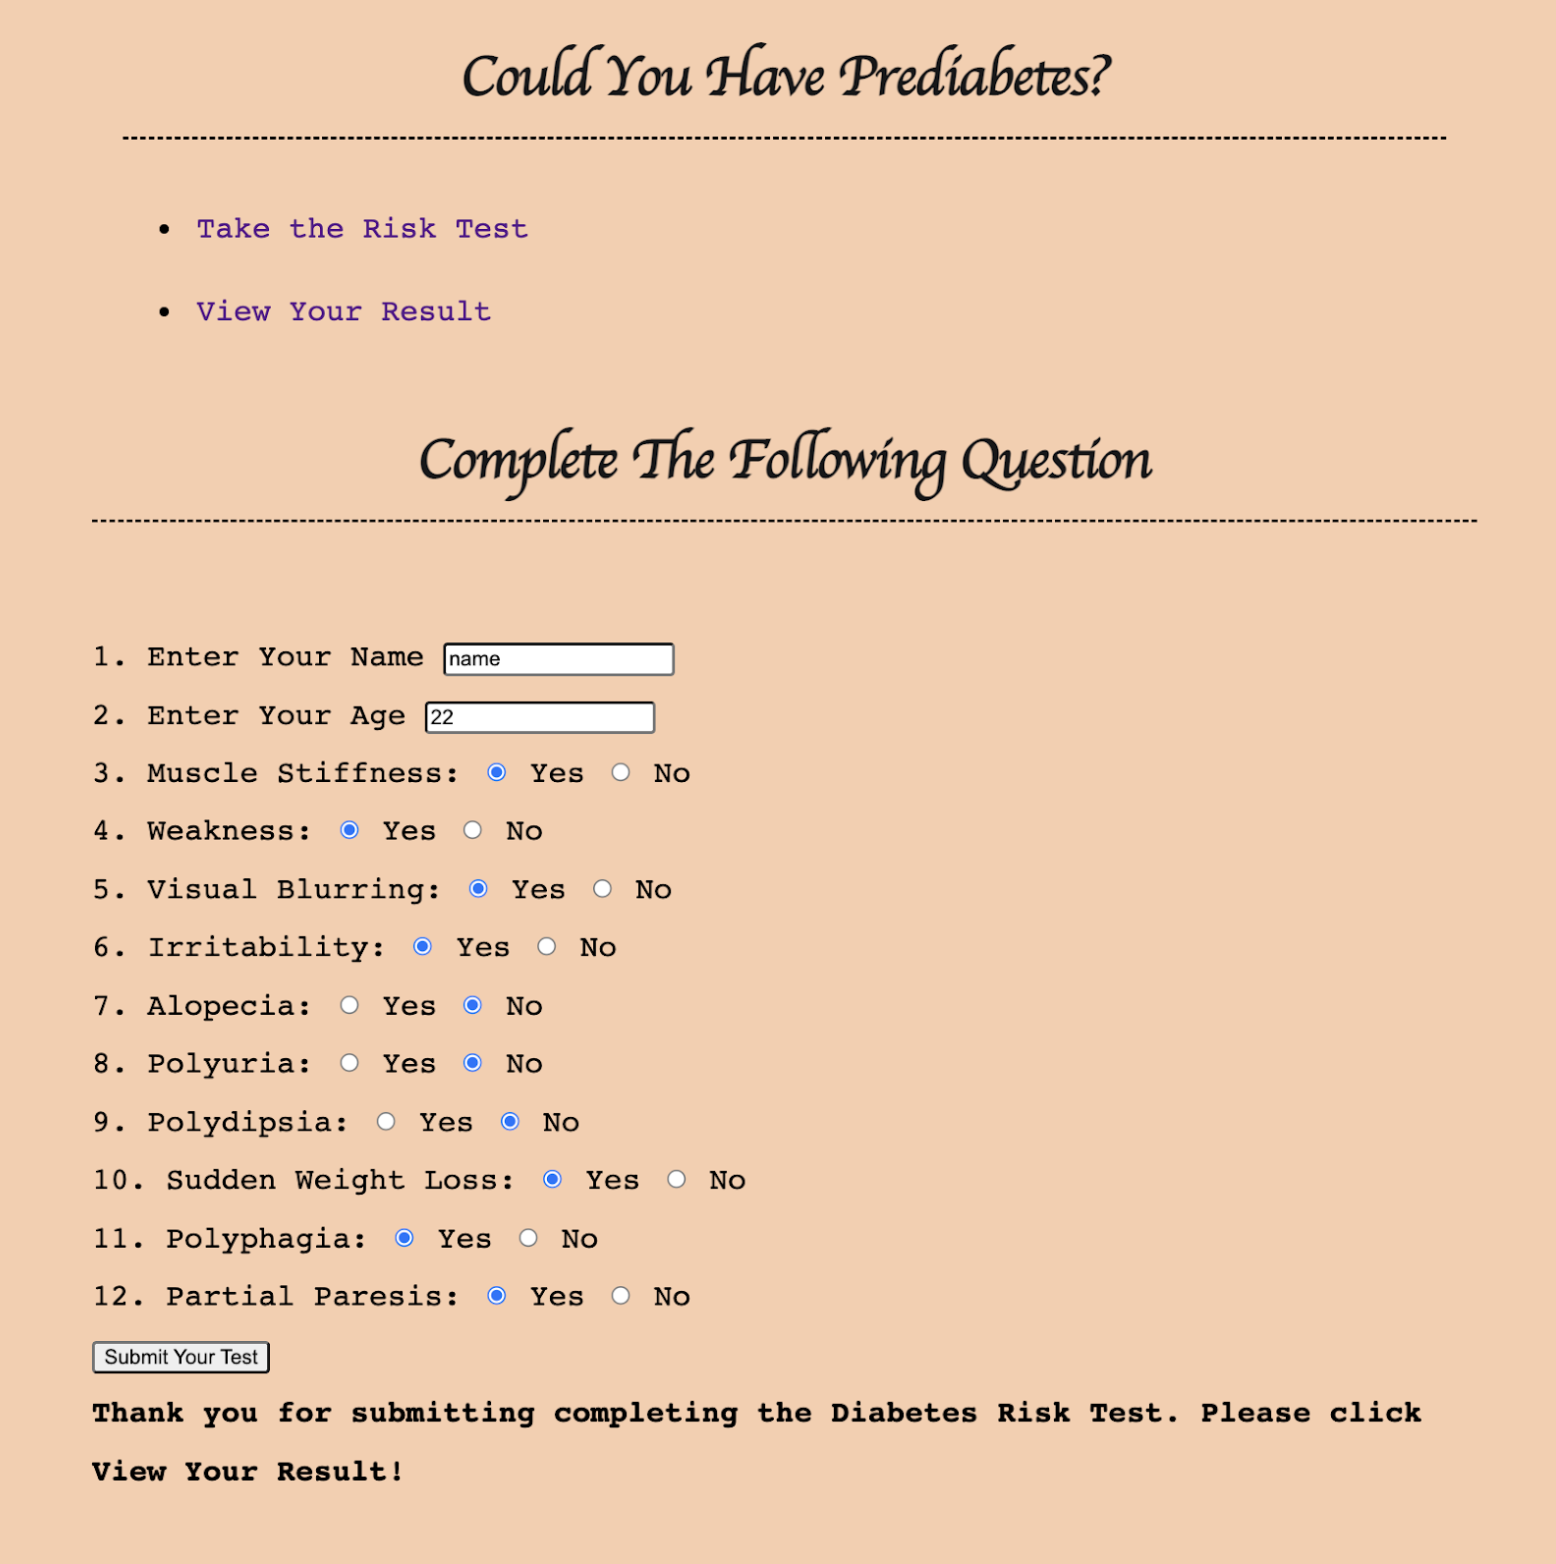 Could You Have Prediabetes?
Take the Risk Test
View Your Result
Complete The Following Question
1. Enter Your Name name
2. Enter Your Age 22
3. Muscle Stiffness: Yes No
4. Weakness: Yes No
5. Visual Blurring: Yes No
6. Irritability: Yes No
7. Alopecia: Yes No
8. Polyuria: Yes No
9. Polydipsia: Yes No
10. Sudden Weight Loss: Yes No
11. Polyphagia: Yes No
12. Partial Paresis: Yes No
Submit Your Test
Thank you for submitting completing the Diabetes Risk Test. Please click
View Your Result!